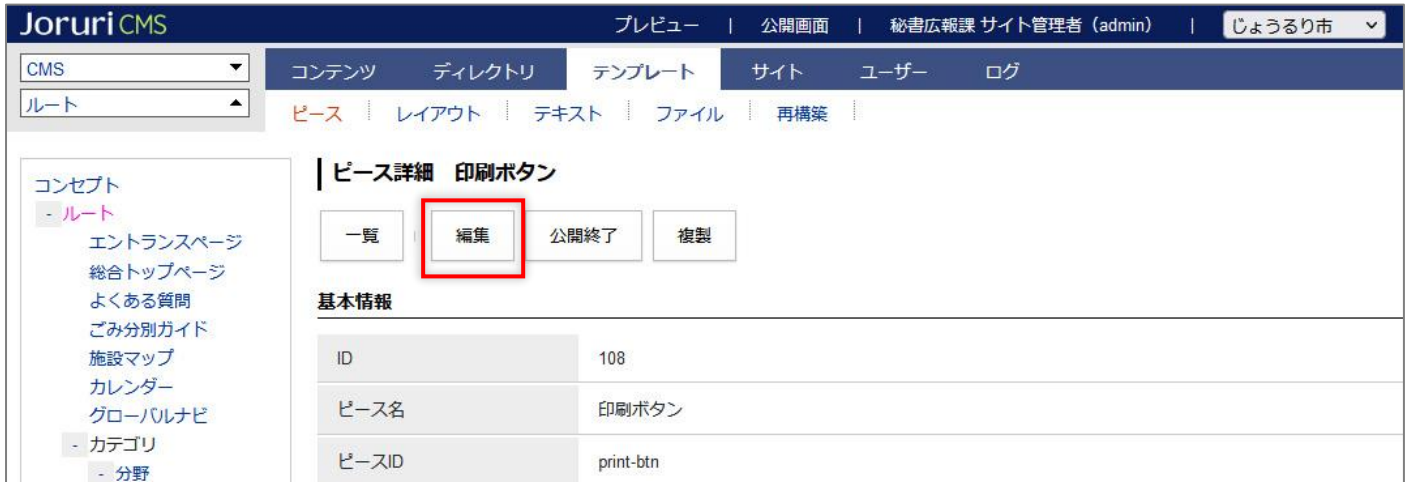 Joruri CMS
プレビュー | 公開画面 | 秘書広報課 サイト管理者（admin） | じょうるり市
CMS
ルート
コンテンツ ディレクトリ テンプレート サイト ユーザー ログ
ピース レイアウト テキスト ファイル 再構築
コンセプト
- ルート
エントランスページ
総合トップページ
よくある質問
ごみ分別ガイド
施設マップ
カレンダー
グローバルナビ
- カテゴリ
- 分野
ピース詳細 印刷ボタン
一覧 編集 公開終了 複製
基本情報
ID 108
ピース名 印刷ボタン
ピースID print-btn